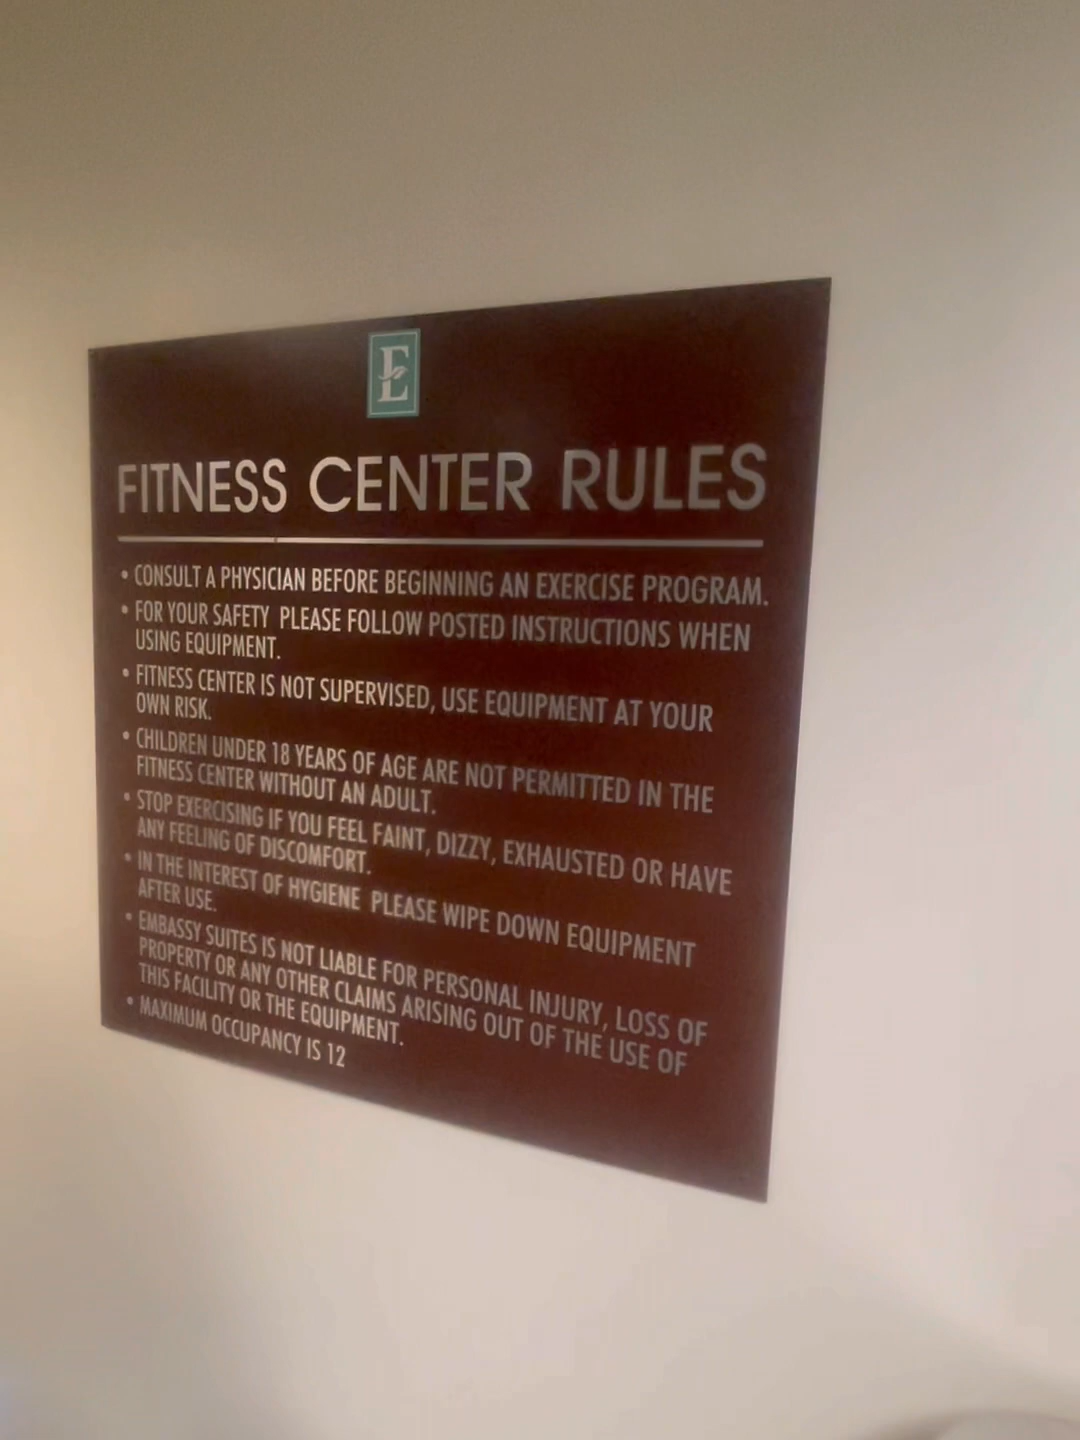 E
FITNESS CENTER RULES
• CONSULT A PHYSICIAN BEFORE BEGINNING AN EXERCISE PROGRAM.
• FOR YOUR SAFETY PLEASE FOLLOW POSTED INSTRUCTIONS WHEN
USING EQUIPMENT.
• FITNESS CENTER IS NOT SUPERVISED, USE EQUIPMENT AT YOUR
OWN RISK.
• CHILDREN UNDER 18 YEARS OF AGE ARE NOT PERMITTED IN THE
FITNESS CENTER WITHOUT AN ADULT.
• STOP EXERCISING IF YOU FEEL FAINT, DIZZY, EXHAUSTED OR HAVE
ANY FEELING OF DISCOMFORT.
• IN THE INTEREST OF HYGIENE PLEASE WIPE DOWN EQUIPMENT
AFTER USE.
• EMBASSY SUITES IS NOT LIABLE FOR PERSONAL INJURY, LOSS OF
PROPERTY OR ANY OTHER CLAIMS ARISING OUT OF THE USE OF
THIS FACILITY OR THE EQUIPMENT.
• MAXIMUM OCCUPANCY IS 12